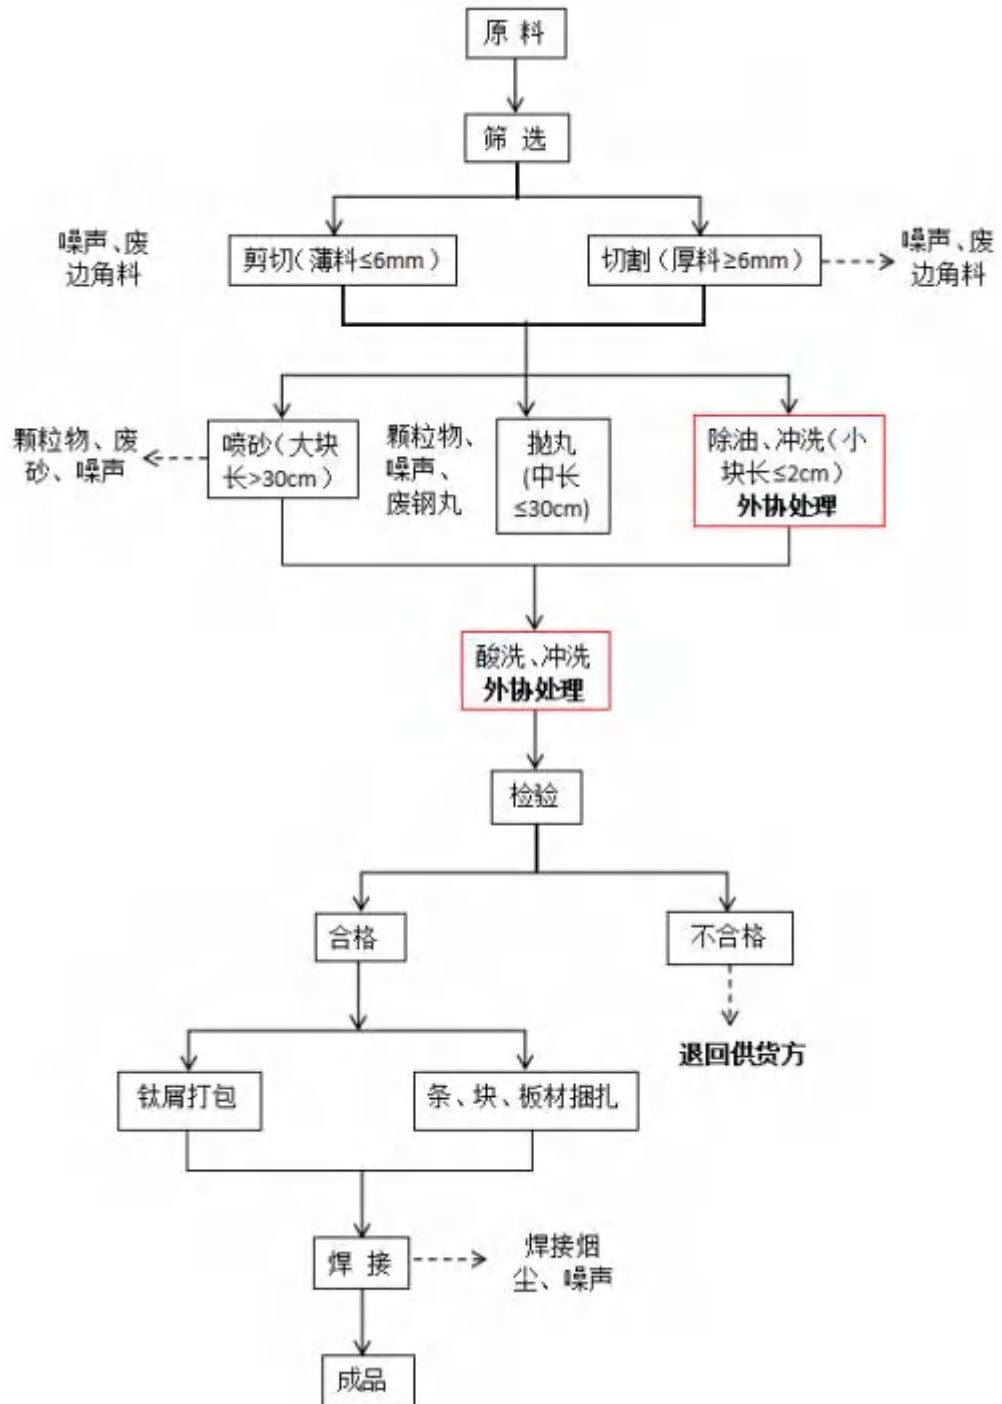 原 料
筛 选
噪声、废
边角料
剪切（薄料≤6mm）
切割（厚料≥6mm）
噪声、废
边角料
颗粒物、废
砂、噪声
喷砂（大块
长>30cm）
颗粒物、
噪声、
废钢丸
抛丸
(中长
≤30cm)
除油、冲洗（小
块长≤2cm）
外协处理
酸洗、冲洗
外协处理
检验
合格
不合格
退回供货方
钛屑打包
条、块、板材捆扎
焊 接
焊接烟
尘、噪声
成品